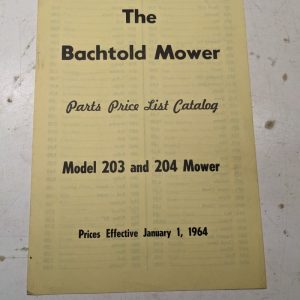 The
Bachtold Mower
Parts Price List Catalog
Model 203 and 204 Mower
Prices Effective January 1, 1964